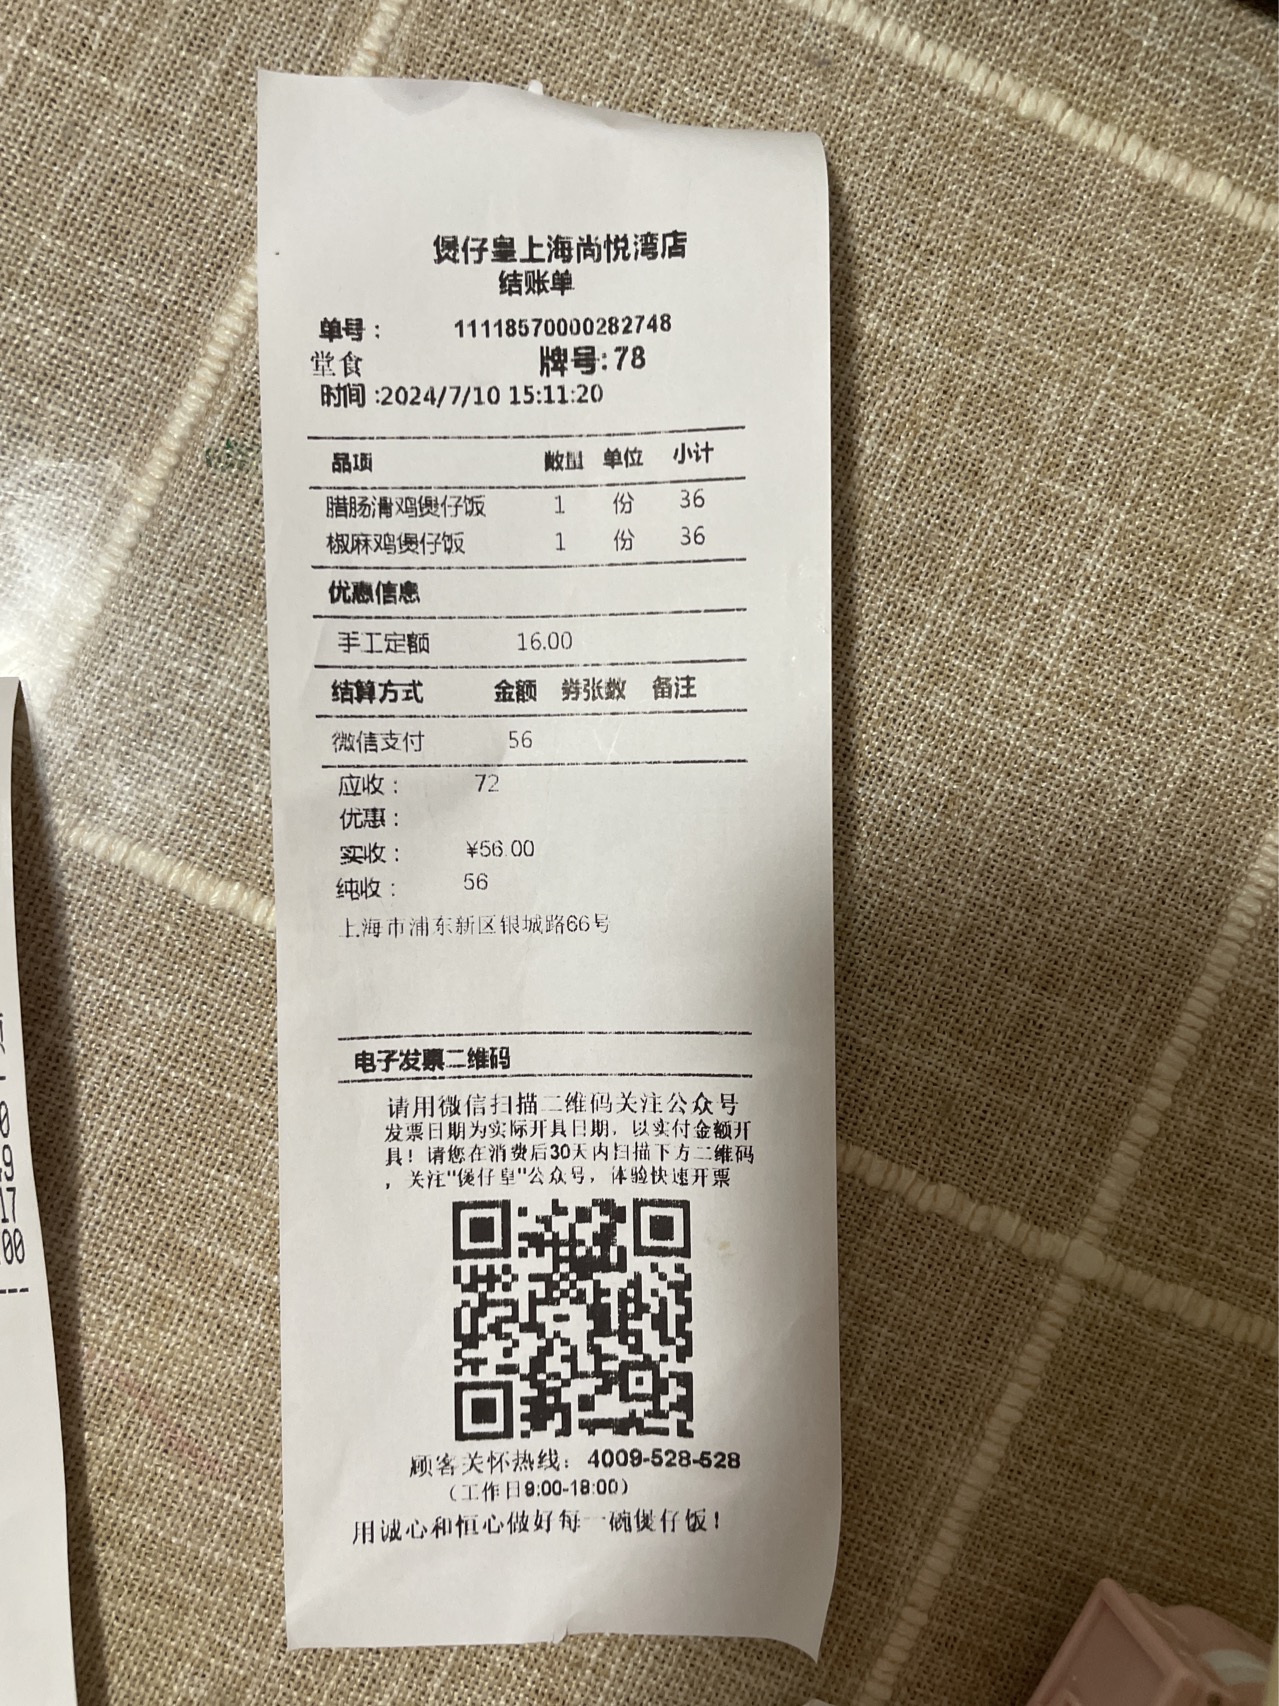 煲仔皇上海尚悦湾店
结账单
单号： 11118570000282748
堂食 牌号:78
时间:2024/7/10 15:11:20
品项 数量 单位 小计
腊肠滑鸡煲仔饭 1 份 36
椒麻鸡煲仔饭 1 份 36
优惠信息
手工定额 16.00
结算方式 金额 券张数 备注
微信支付 56
应收： 72
优惠：
实收： ¥56.00
纯收： 56
上海市浦东新区银城路66号
电子发票二维码
请用微信扫描二维码关注公众号
发票日期为实际开具日期，以实付金额开
具！请您在消费后30天内扫描下方二维码
，关注"煲仔皇"公众号，体验快速开票
顾客关怀热线：4009-528-528
（工作日9:00-18:00）
用诚心和恒心做好每一碗煲仔饭！
0
49
17
.00
---